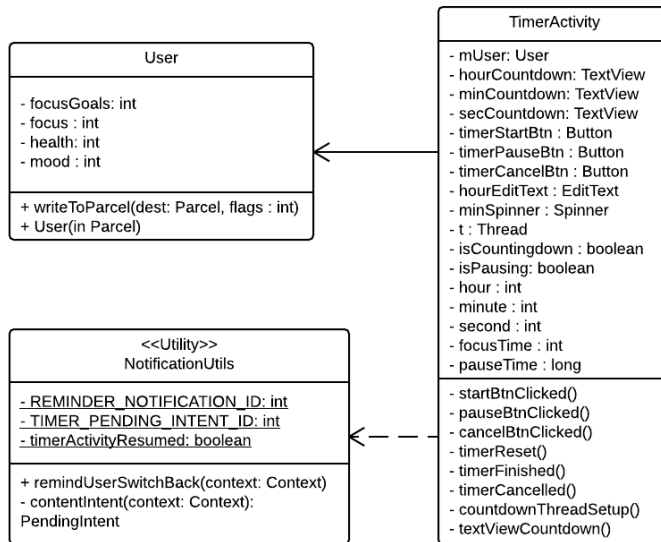 User
- focusGoals: int
- focus : int
- health: int
- mood : int
+ writeToParcel(dest: Parcel, flags : int)
+ User(in Parcel)
<<Utility>>
NotificationUtils
- REMINDER_NOTIFICATION_ID: int
- TIMER_PENDING_INTENT_ID: int
- timerActivityResumed: boolean
+ remindUserSwitchBack(context: Context)
- contentIntent(context: Context):
PendingIntent
TimerActivity
- mUser: User
- hourCountdown: TextView
- minCountdown: TextView
- secCountdown: TextView
- timerStartBtn : Button
- timerPauseBtn : Button
- timerCancelBtn : Button
- hourEditText : EditText
- minSpinner : Spinner
- t : Thread
- isCountingdown : boolean
- isPausing: boolean
- hour : int
- minute : int
- second : int
- focusTime : int
- pauseTime : long
- startBtnClicked()
- pauseBtnClicked()
- cancelBtnClicked()
- timerReset()
- timerFinished()
- timerCancelled()
- countdownThreadSetup()
- textViewCountdown()